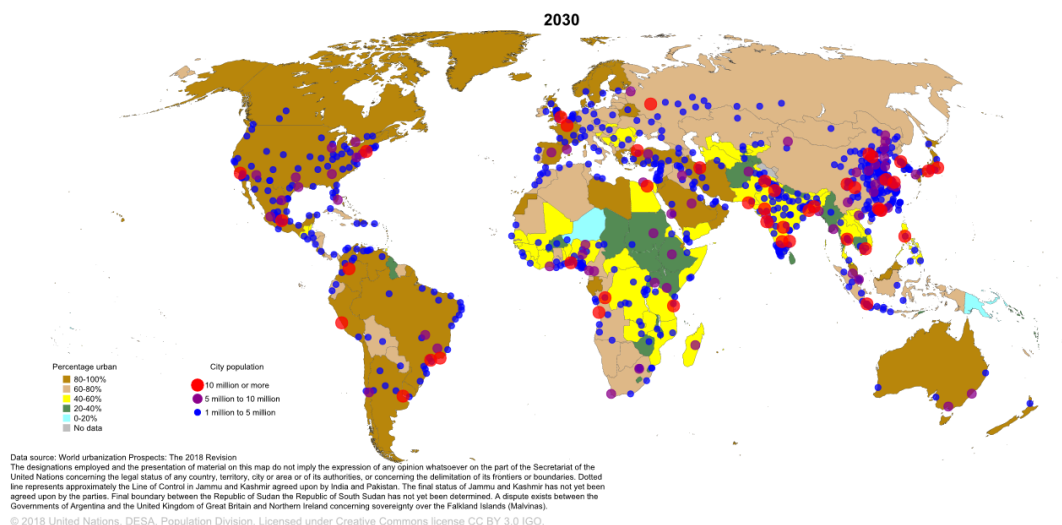 2030
Percentage urban
80-100%
60-80%
40-60%
20-40%
0-20%
No data
City population
10 million or more
5 million to 10 million
1 million to 5 million
Data source: World urbanization Prospects: The 2018 Revision
The designations employed and the presentation of material on this map do not imply the expression of any opinion whatsoever on the part of the Secretariat of the
United Nations concerning the legal status of any country, territory, city or area or of its authorities, or concerning the delimitation of its frontiers or boundaries. Dotted
line represents approximately the Line of Control in Jammu and Kashmir agreed upon by India and Pakistan. The final status of Jammu and Kashmir has not yet been
agreed upon by the parties. Final boundary between the Republic of Sudan the Republic of South Sudan has not yet been determined. A dispute exists between the
Governments of Argentina and the United Kingdom of Great Britain and Northern Ireland concerning sovereignty over the Falkland Islands (Malvinas).
© 2018 United Nations, DESA, Population Division. Licensed under Creative Commons license CC BY 3.0 IGO.